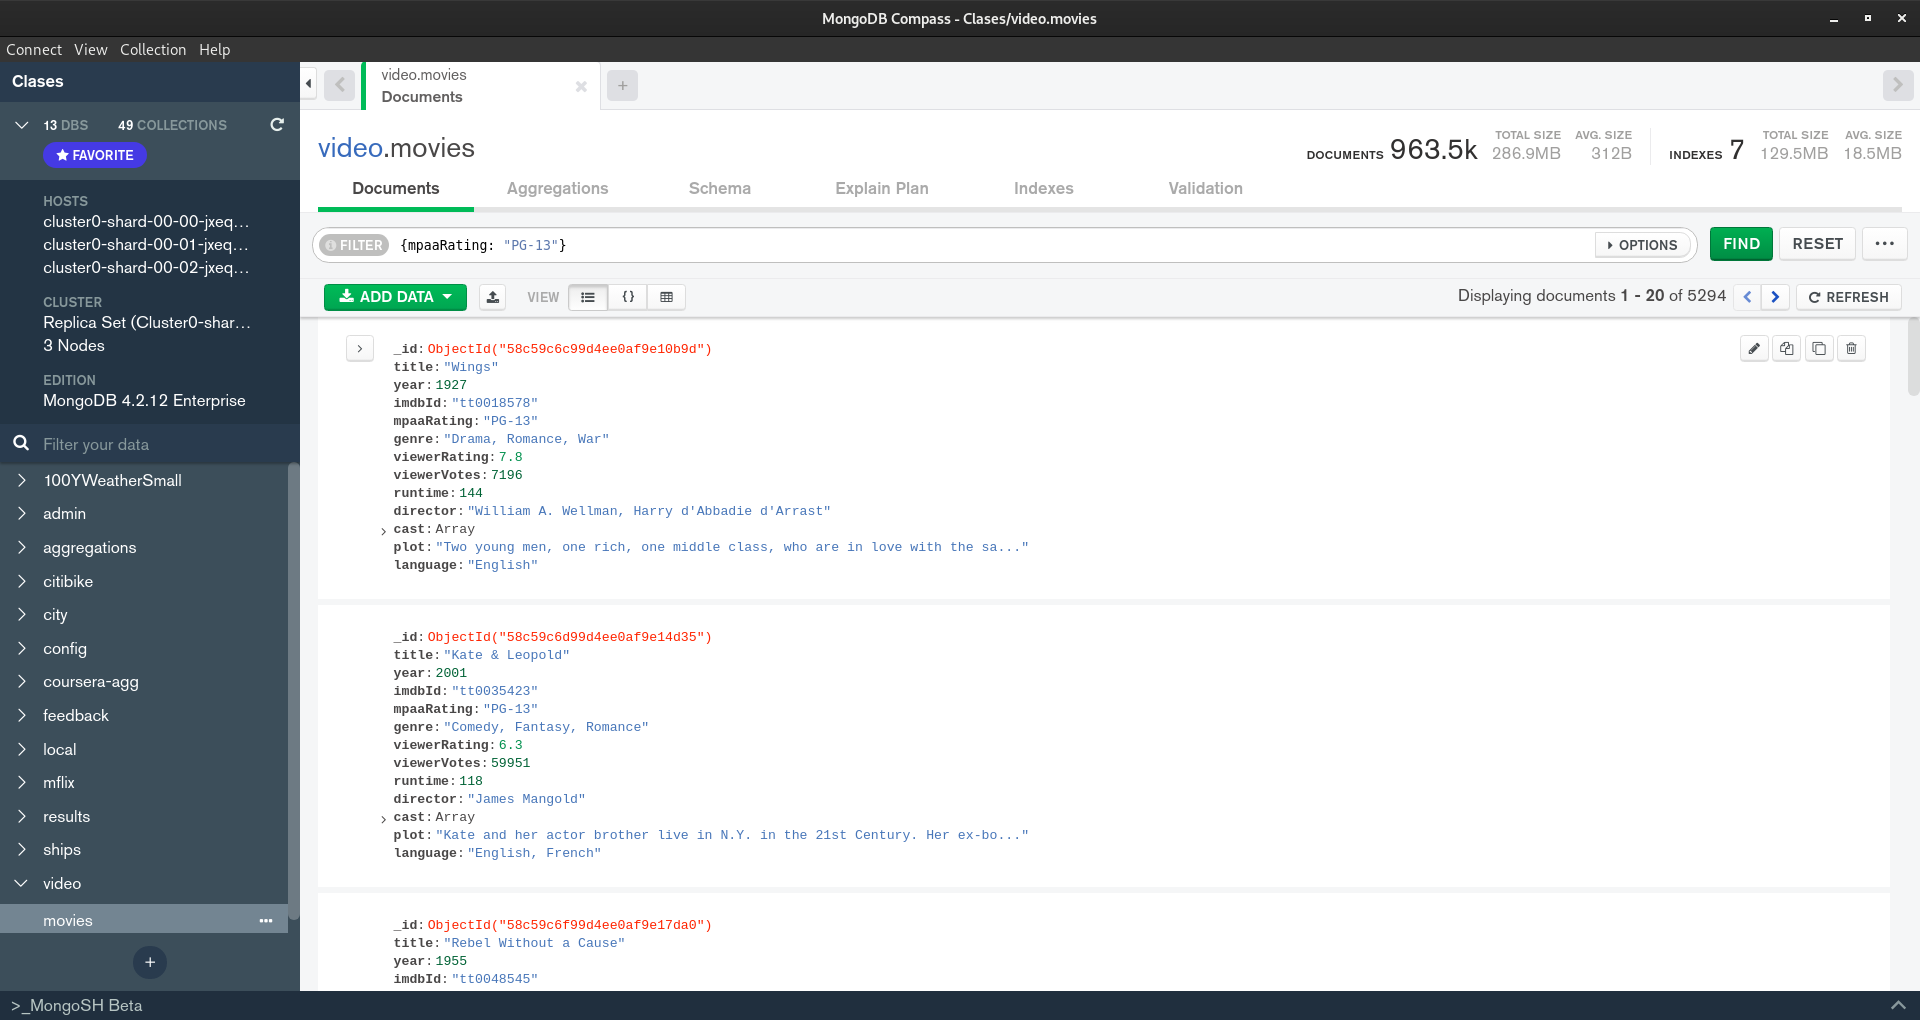 MongoDB Compass - Clases/video.movies
Connect View Collection Help
Clases
13 DBS 49 COLLECTIONS
FAVORITE
HOSTS
cluster0-shard-00-00-jxeq…
cluster0-shard-00-01-jxeq…
cluster0-shard-00-02-jxeq…
CLUSTER
Replica Set (Cluster0-shar…
3 Nodes
EDITION
MongoDB 4.2.12 Enterprise
Filter your data
100YWeatherSmall
admin
aggregations
citibike
city
config
coursera-agg
feedback
local
mflix
results
ships
video
movies
video.movies
Documents
video.movies
DOCUMENTS 963.5k TOTAL SIZE 286.9MB AVG. SIZE 312B INDEXES 7 TOTAL SIZE 129.5MB AVG. SIZE 18.5MB
Documents Aggregations Schema Explain Plan Indexes Validation
FILTER {mpaaRating: "PG-13"} OPTIONS FIND RESET
ADD DATA VIEW {} Displaying documents 1 - 20 of 5294 REFRESH
_id: ObjectId("58c59c6c99d4ee0af9e10b9d")
title: "Wings"
year: 1927
imdbId: "tt0018578"
mpaaRating: "PG-13"
genre: "Drama, Romance, War"
viewerRating: 7.8
viewerVotes: 7196
runtime: 144
director: "William A. Wellman, Harry d'Abbadie d'Arrast"
cast: Array
plot: "Two young men, one rich, one middle class, who are in love with the sa..."
language: "English"
_id: ObjectId("58c59c6d99d4ee0af9e14d35")
title: "Kate & Leopold"
year: 2001
imdbId: "tt0035423"
mpaaRating: "PG-13"
genre: "Comedy, Fantasy, Romance"
viewerRating: 6.3
viewerVotes: 59951
runtime: 118
director: "James Mangold"
cast: Array
plot: "Kate and her actor brother live in N.Y. in the 21st Century. Her ex-bo..."
language: "English, French"
_id: ObjectId("58c59c6f99d4ee0af9e17da0")
title: "Rebel Without a Cause"
year: 1955
imdbId: "tt0048545"
>_MongoSH Beta